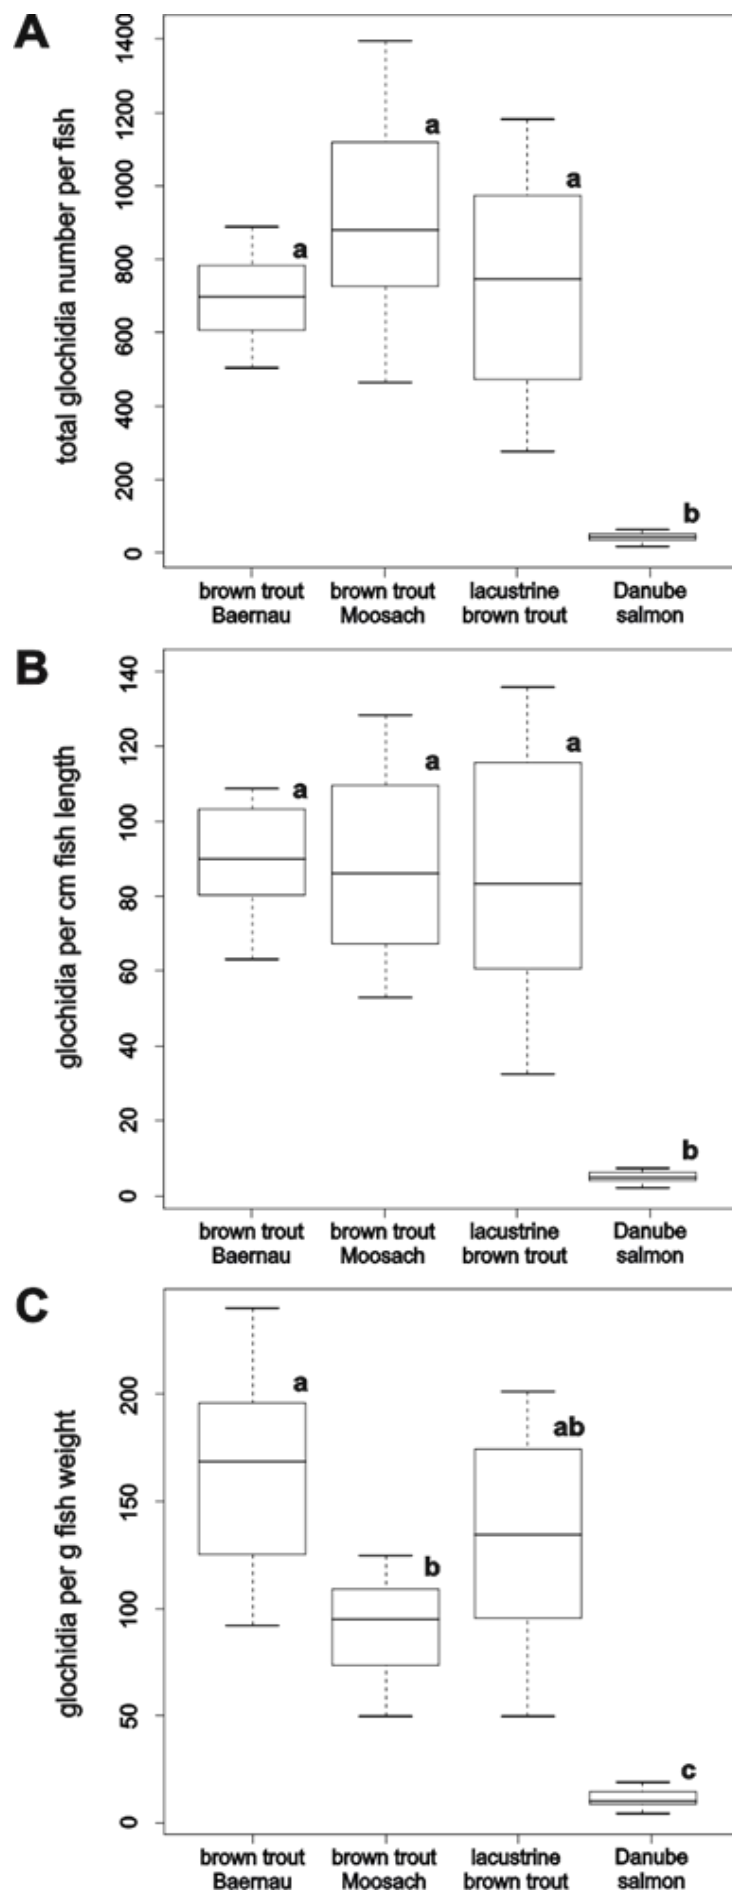 A
total glochidia number per fish
1400
1200
1000
800
600
400
200
0
a
a
a
b
brown trout Baernau
brown trout Moosach
lacustrine brown trout
Danube salmon
B
glochidia per cm fish length
140
120
100
80
60
40
20
0
a
a
a
b
brown trout Baernau
brown trout Moosach
lacustrine brown trout
Danube salmon
C
glochidia per g fish weight
200
150
100
50
0
a
b
ab
c
brown trout Baernau
brown trout Moosach
lacustrine brown trout
Danube salmon